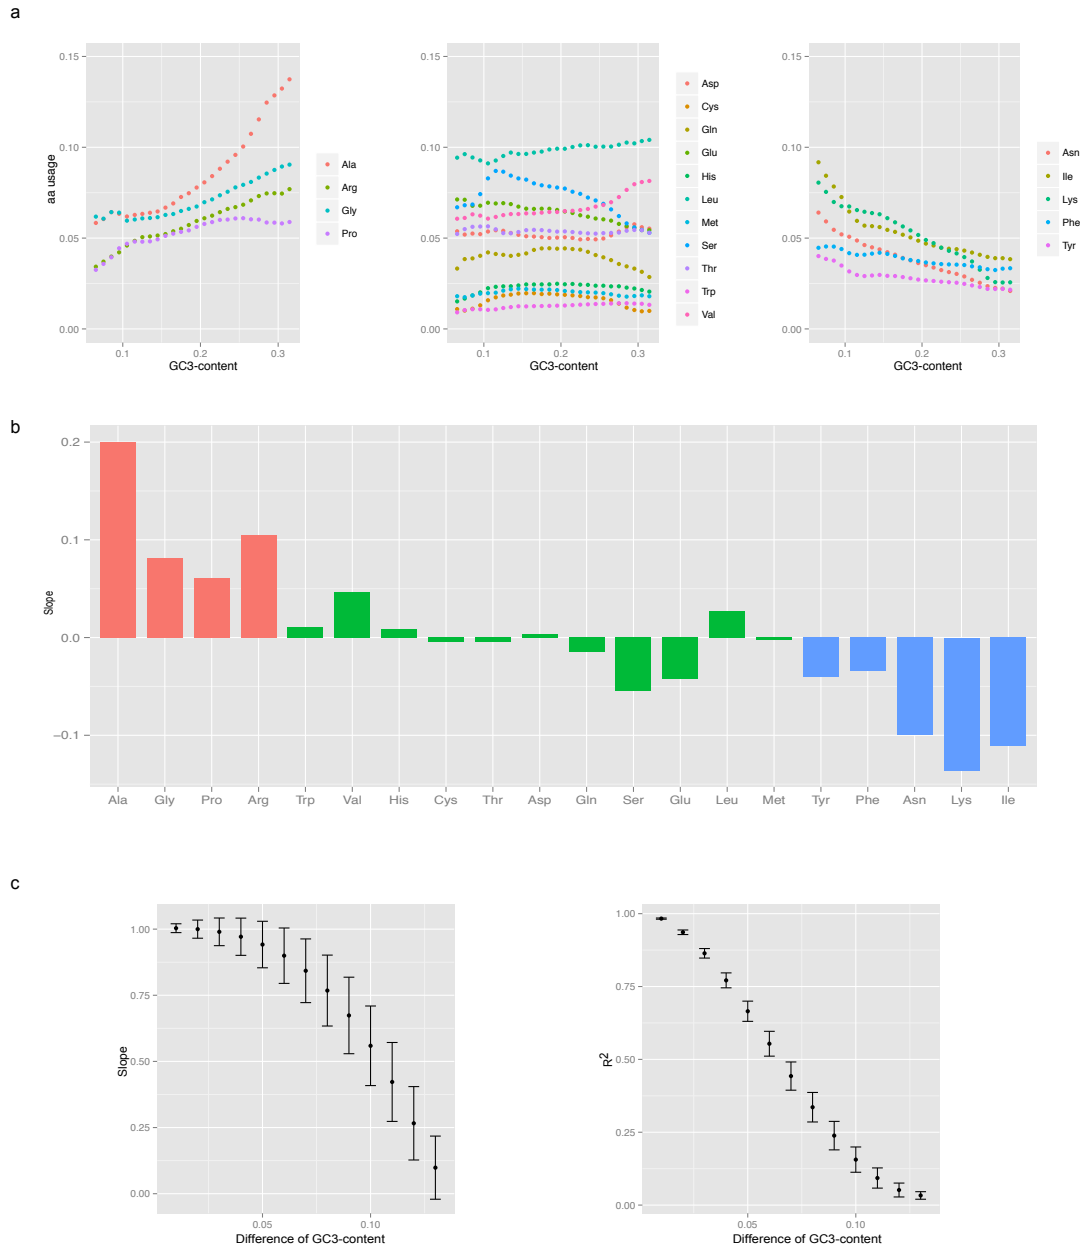 a
0.15
0.10
0.05
0.00
aa usage
0.1 0.2 0.3
GC3-content
Ala
Arg
Gly
Pro
0.15
0.10
0.05
0.00
0.1 0.2 0.3
GC3-content
Asp
Cys
Gln
Glu
His
Leu
Met
Ser
Thr
Trp
Val
0.15
0.10
0.05
0.00
0.1 0.2 0.3
GC3-content
Asn
Ile
Lys
Phe
Tyr
b
0.2
0.1
0.0
−0.1
Slope
Ala Gly Pro Arg Trp Val His Cys Thr Asp Gln Ser Glu Leu Met Tyr Phe Asn Lys Ile
c
1.00
0.75
0.50
0.25
0.00
Slope
0.05 0.10
Difference of GC3-content
1.00
0.75
0.50
0.25
0.00
R²
0.05 0.10
Difference of GC3-content